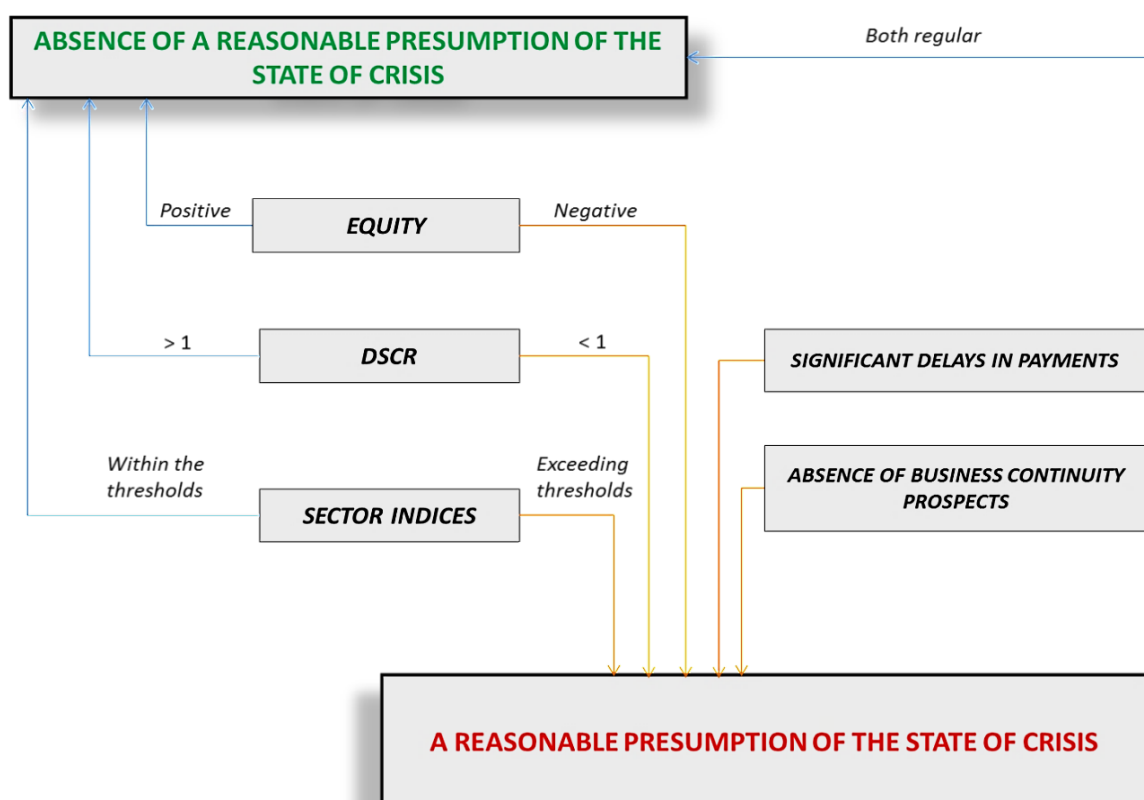 ABSENCE OF A REASONABLE PRESUMPTION OF THE
STATE OF CRISIS
Both regular
Positive
EQUITY
Negative
> 1
DSCR
< 1
SIGNIFICANT DELAYS IN PAYMENTS
Within the
thresholds
SECTOR INDICES
Exceeding
thresholds
ABSENCE OF BUSINESS CONTINUITY
PROSPECTS
A REASONABLE PRESUMPTION OF THE STATE OF CRISIS